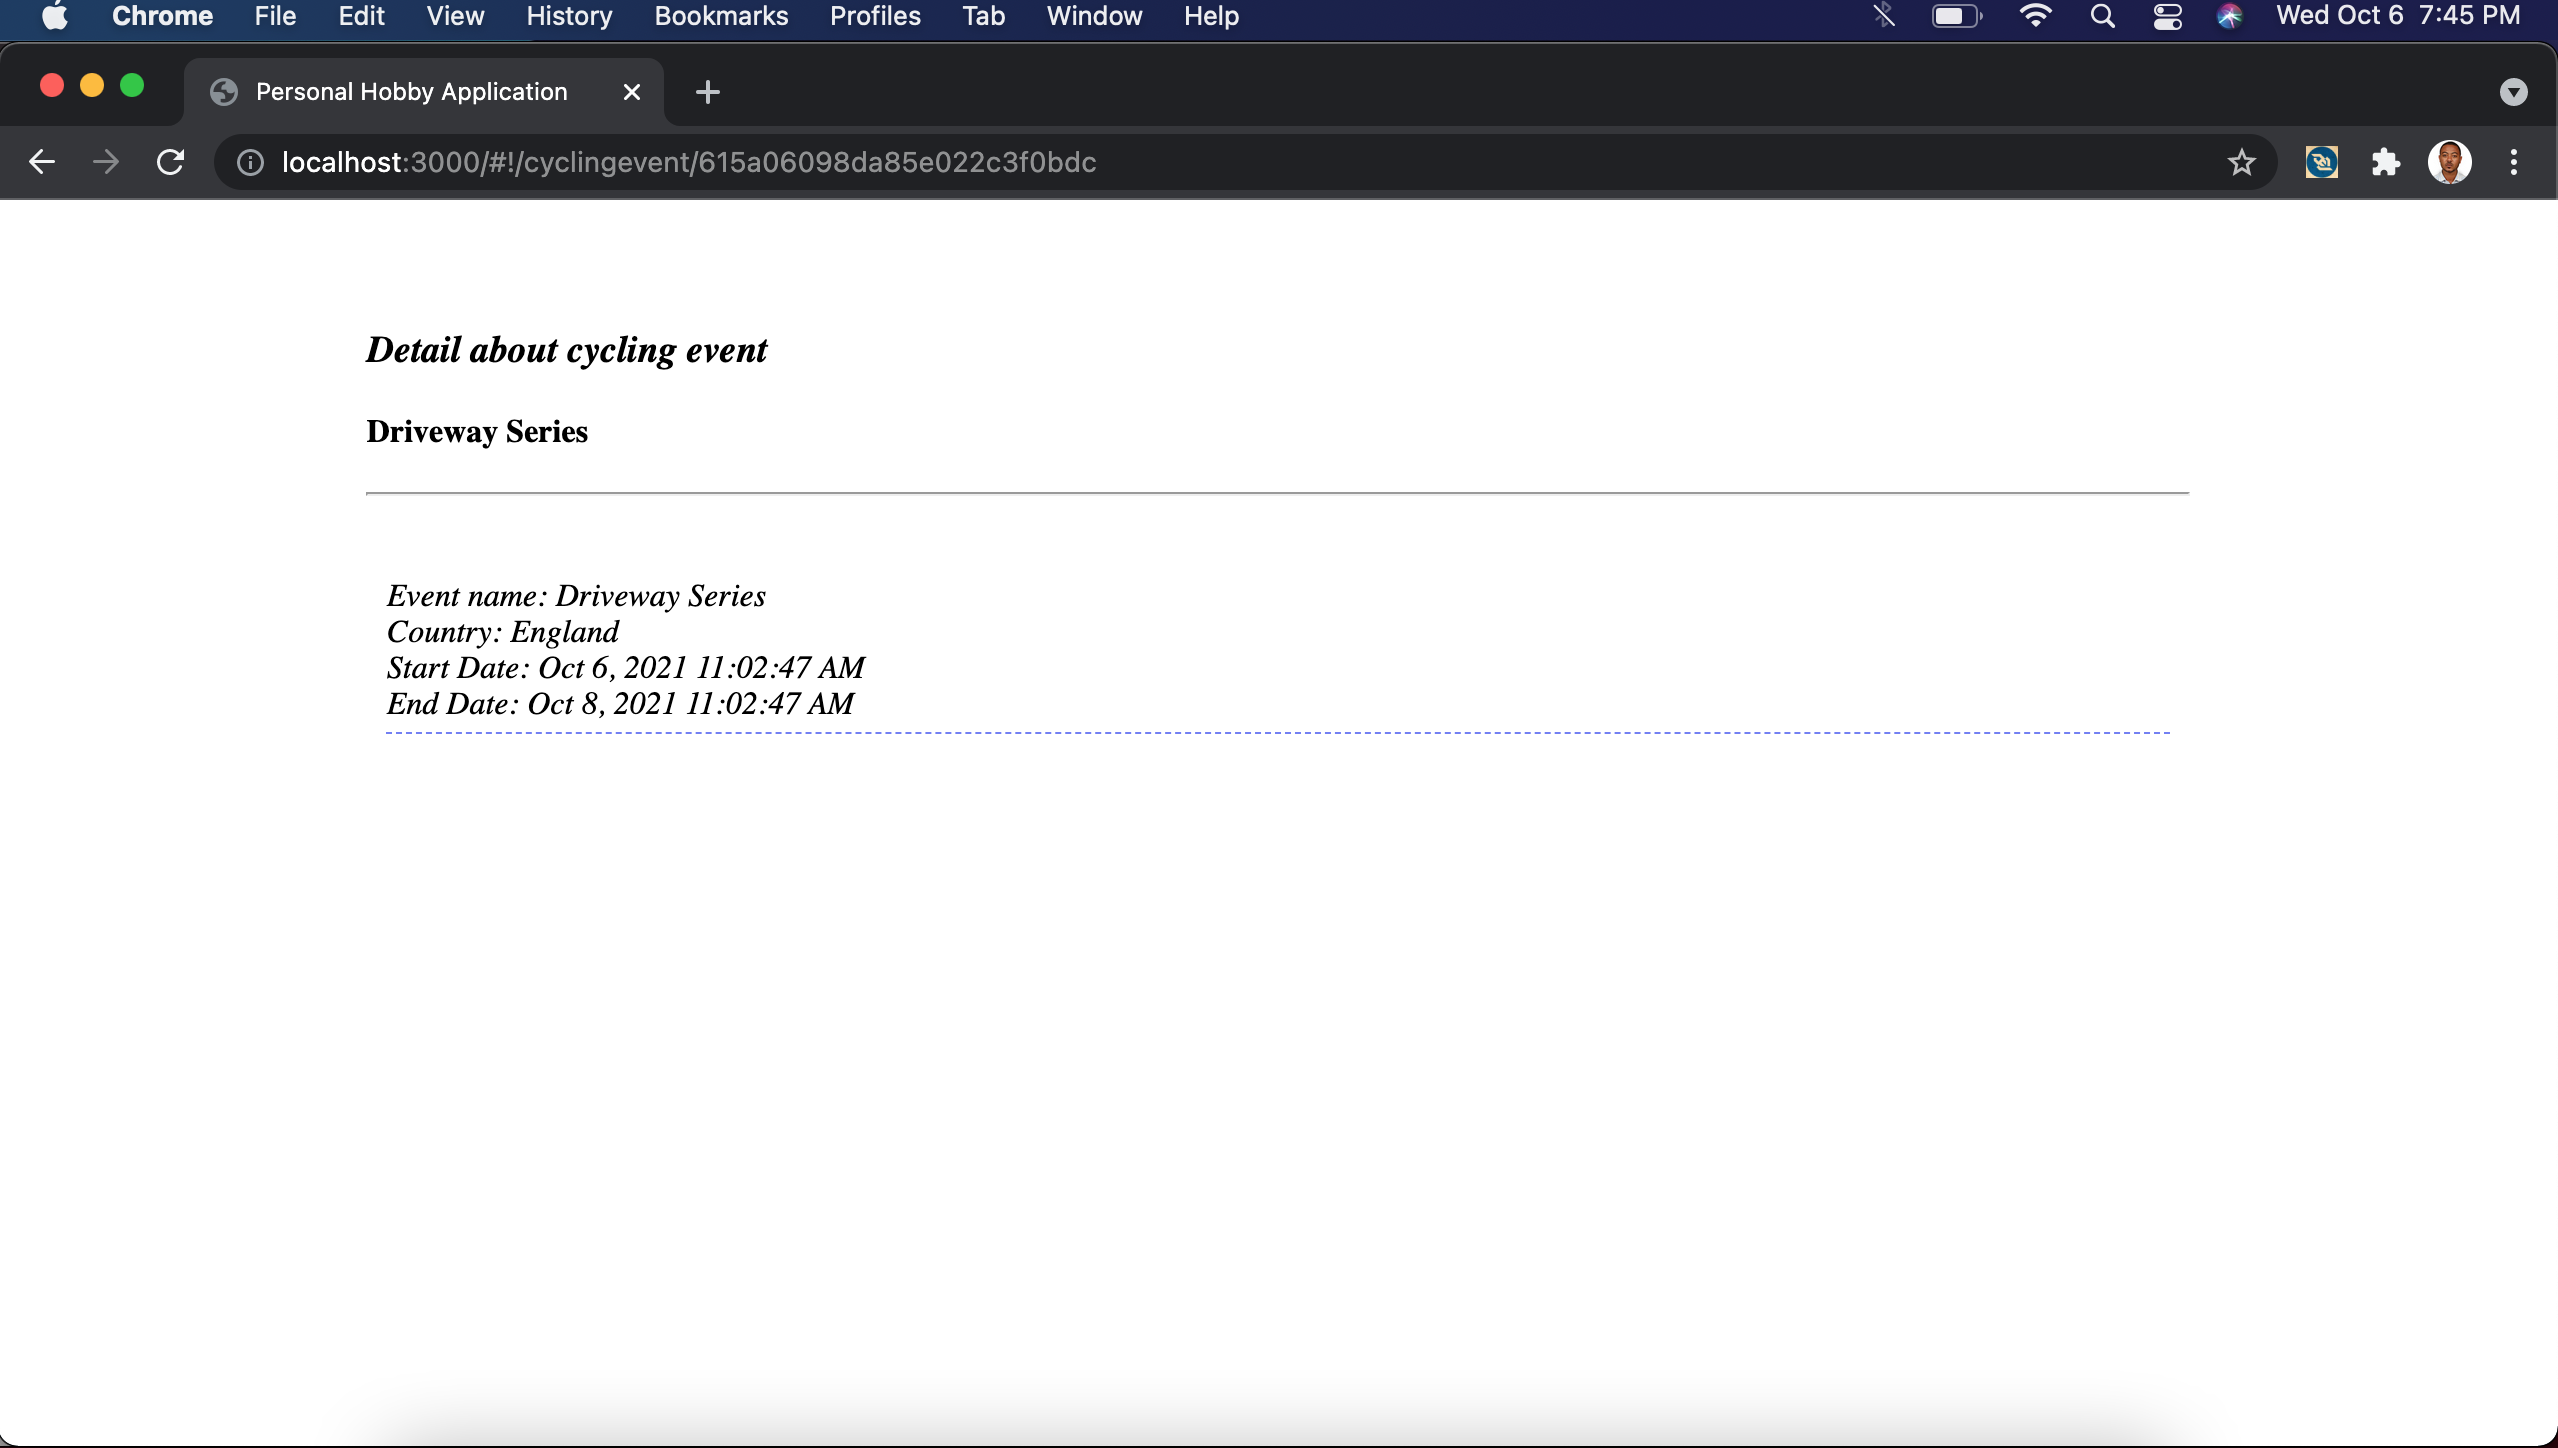 Chrome File Edit View History Bookmarks Profiles Tab Window Help Wed Oct 6 7:45 PM
Personal Hobby Application
localhost:3000/#!/cyclingevent/615a06098da85e022c3f0bdc
Detail about cycling event
Driveway Series
Event name: Driveway Series
Country: England
Start Date: Oct 6, 2021 11:02:47 AM
End Date: Oct 8, 2021 11:02:47 AM